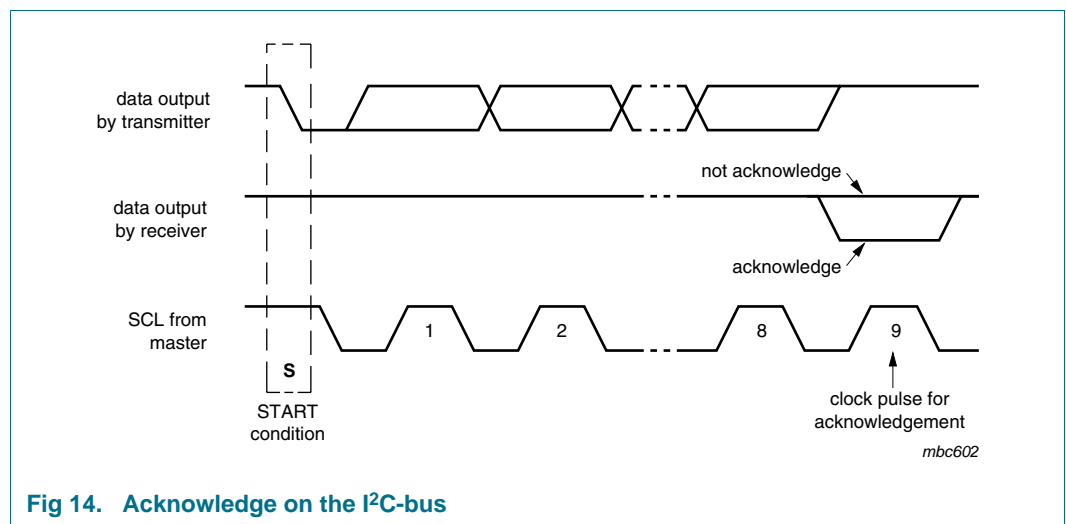 data output
by transmitter
not acknowledge
data output
by receiver
acknowledge
SCL from
master
1
2
8
9
S
START
condition
clock pulse for
acknowledgement
mbc602
Fig 14. Acknowledge on the I²C-bus